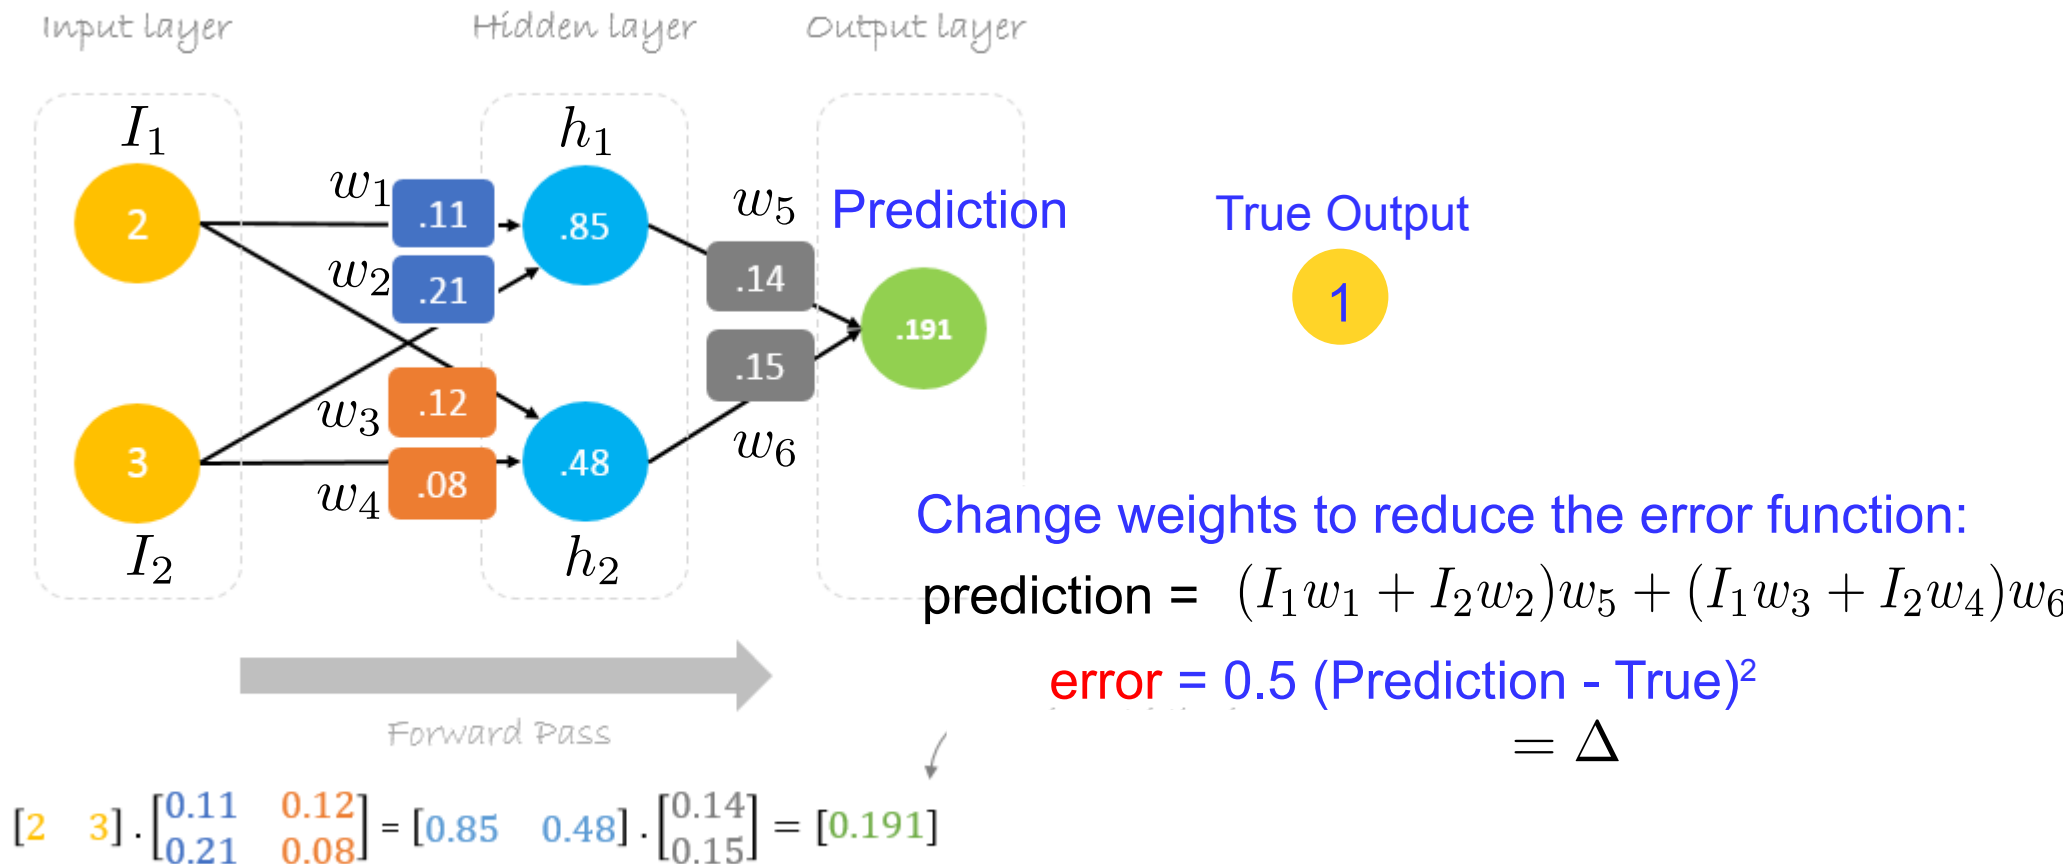 Input layer
Hidden layer
Output layer
I₁
h₁
w₁
.11
w₅
Prediction
True Output
2
.85
w₂
.21
.14
1
.191
.15
w₃
.12
3
w₄
.08
.48
w₆
I₂
h₂
Change weights to reduce the error function:
prediction = (I₁w₁ + I₂w₂)w₅ + (I₁w₃ + I₂w₄)w₆
error = 0.5 (Prediction - True)²
= Δ
Forward Pass
[2 3] . [0.11 0.12
0.21 0.08] = [0.85 0.48] . [0.14
0.15] = [0.191]